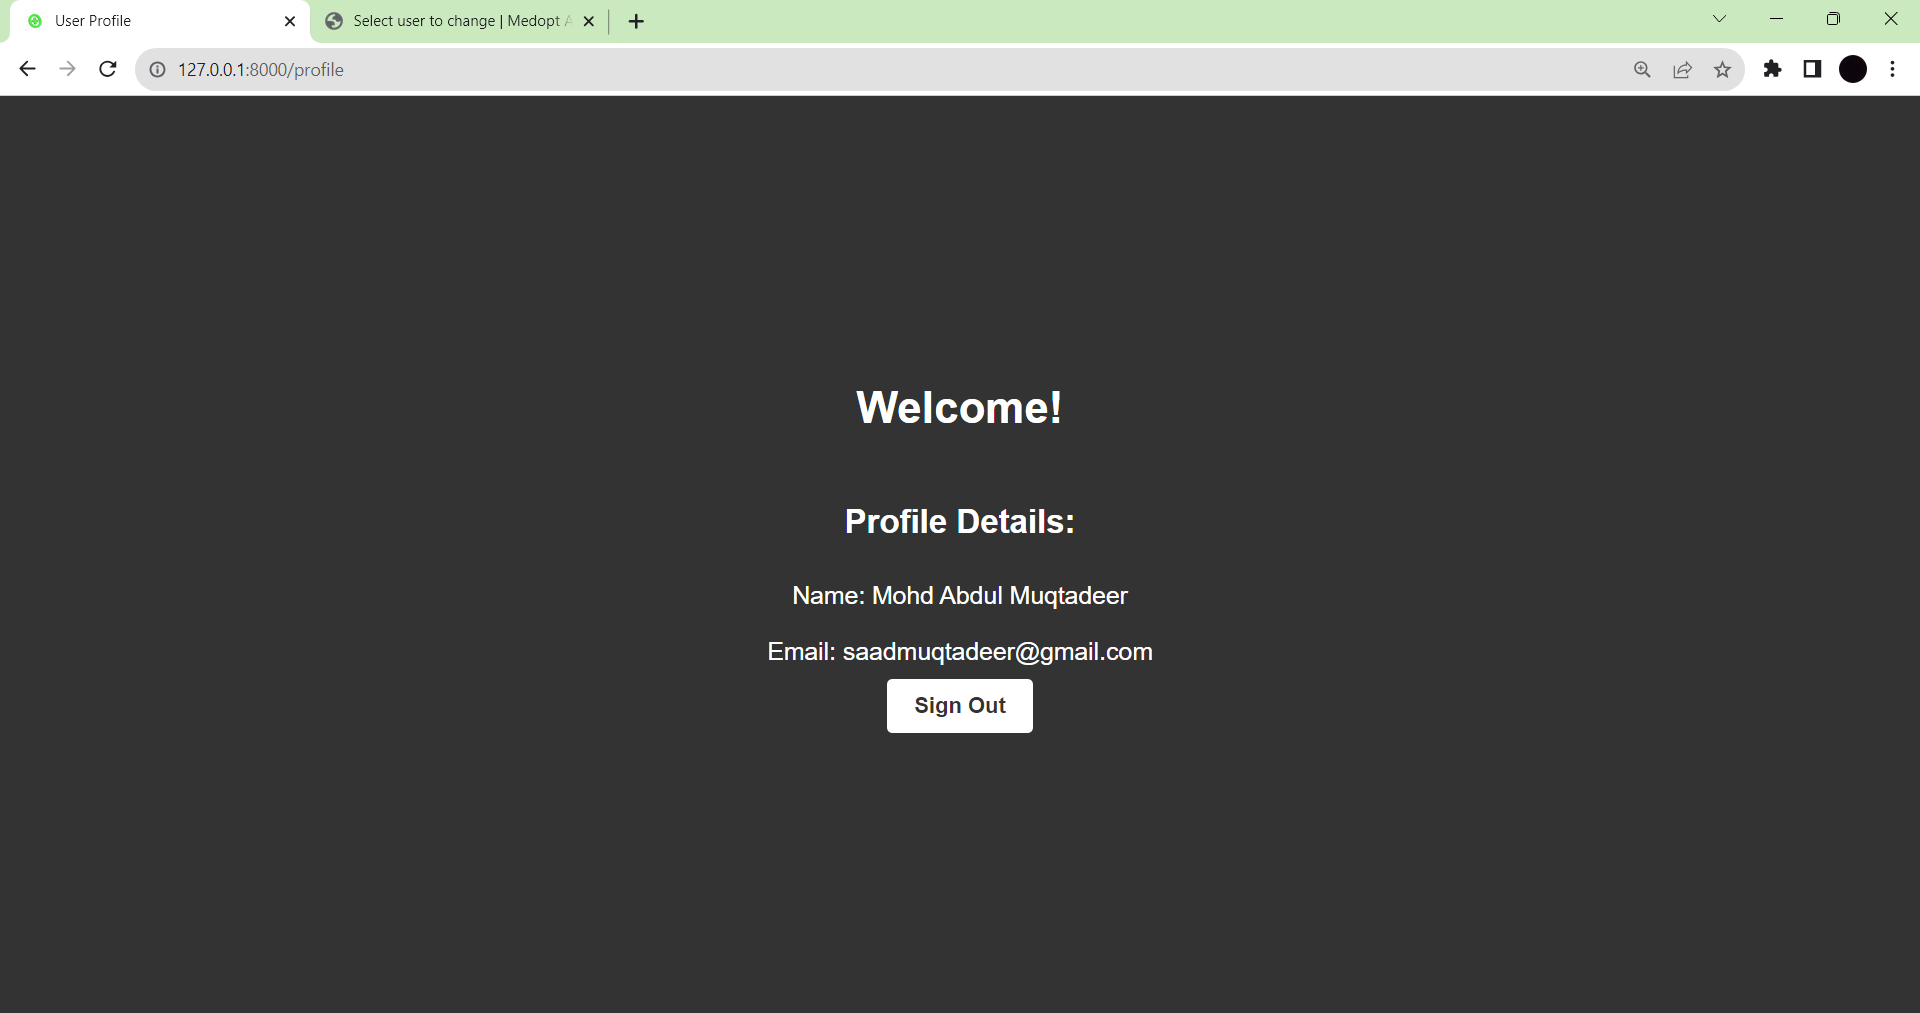 User Profile
Select user to change | Medopt A
127.0.0.1:8000/profile
Welcome!
Profile Details:
Name: Mohd Abdul Muqtadeer
Email: saadmuqtadeer@gmail.com
Sign Out